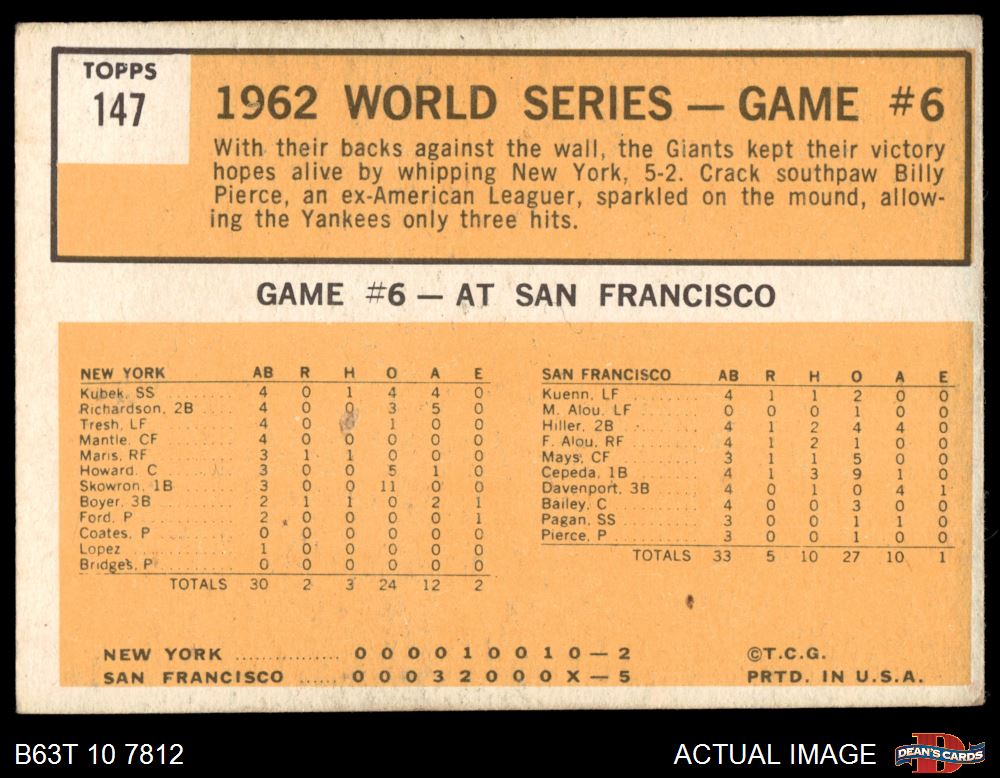 TOPPS
147
1962 WORLD SERIES — GAME #6
With their backs against the wall, the Giants kept their victory
hopes alive by whipping New York, 5-2. Crack southpaw Billy
Pierce, an ex-American Leaguer, sparkled on the mound, allow-
ing the Yankees only three hits.
GAME #6 — AT SAN FRANCISCO
NEW YORK AB R H O A E
Kubek, SS 4 0 1 4 4 0
Richardson, 2B 4 0 0 3 5 0
Tresh, LF 4 0 0 1 0 0
Mantle, CF 4 0 0 0 0 0
Maris, RF 3 1 1 0 0 0
Howard, C 3 0 0 5 1 0
Skowron, 1B 3 0 0 11 0 0
Boyer, 3B 2 1 1 0 2 1
Ford, P 2 0 0 0 0 1
Coates, P 0 0 0 0 0 0
Lopez 1 0 0 0 0 0
Bridges, P 0 0 0 0 0 0
TOTALS 30 2 3 24 12 2
SAN FRANCISCO AB R H O A E
Kuenn, LF 4 1 1 2 0 0
M. Alou, LF 0 0 0 1 0 0
Hiller, 2B 4 1 2 4 4 0
F. Alou, RF 4 1 2 1 0 0
Mays, CF 3 1 1 5 0 0
Cepeda, 1B 4 1 3 9 1 0
Davenport, 3B 4 0 1 0 4 1
Bailey, C 4 0 0 3 0 0
Pagan, SS 3 0 0 1 1 0
Pierce, P 3 0 0 1 0 0
TOTALS 33 5 10 27 10 1
NEW YORK ............... 0 0 0 0 1 0 0 1 0 — 2
SAN FRANCISCO ...... 0 0 0 3 2 0 0 0 X — 5
©T.C.G.
PRTD. IN U.S.A.
B63T 10 7812
ACTUAL IMAGE
DEAN'S CARDS